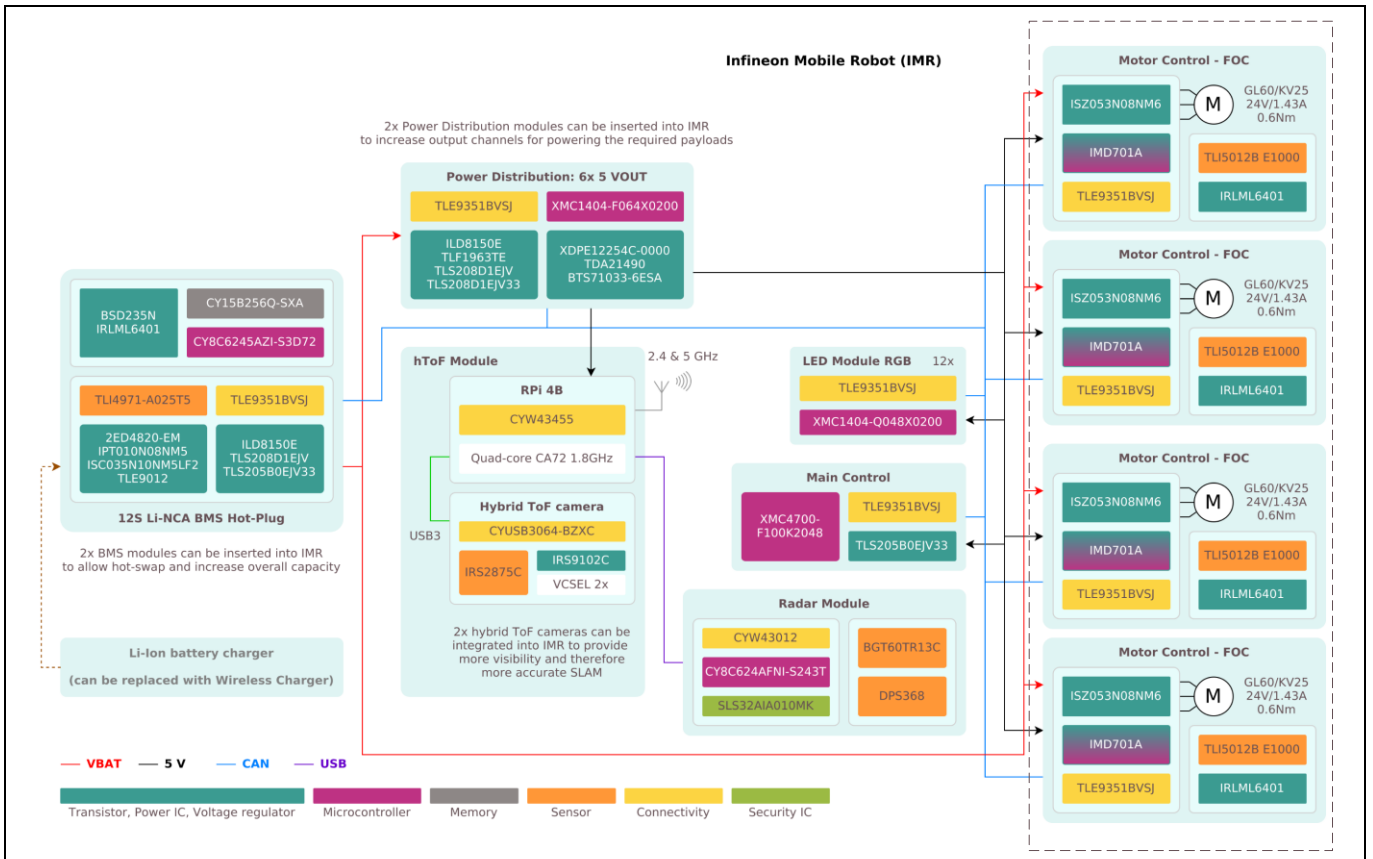 Infineon Mobile Robot (IMR)
2x Power Distribution modules can be inserted into IMR
to increase output channels for powering the required payloads
Power Distribution: 6x 5 VOUT
TLE9351BVSJ
XMC1404-F064X0200
ILD8150E
TLF1963TE
TLS208D1EJV
TLS208D1EJV33
XDPE12254C-0000
TDA21490
BTS71033-6ESA
BSD235N
IRLML6401
CY15B256Q-SXA
CY8C6245AZI-S3D72
TLI4971-A025T5
TLE9351BVSJ
2ED4820-EM
IPT010N08NM5
ISC035N10NM5LF2
TLE9012
ILD8150E
TLS208D1EJV
TLS205B0EJV33
12S Li-NCA BMS Hot-Plug
2x BMS modules can be inserted into IMR
to allow hot-swap and increase overall capacity
Li-Ion battery charger
(can be replaced with Wireless Charger)
hToF Module
2.4 & 5 GHz
RPi 4B
CYW43455
Quad-core CA72 1.8GHz
USB3
Hybrid ToF camera
CYUSB3064-BZXC
IRS2875C
IRS9102C
VCSEL 2x
2x hybrid ToF cameras can be
integrated into IMR to provide
more visibility and therefore
more accurate SLAM
LED Module RGB 12x
TLE9351BVSJ
XMC1404-Q048X0200
Main Control
XMC4700-
F100K2048
TLE9351BVSJ
TLS205B0EJV33
Radar Module
CYW43012
CY8C624AFNI-S243T
SLS32AIA010MK
BGT60TR13C
DPS368
Motor Control - FOC
ISZ053N08NM6
M
GL60/KV25
24V/1.43A
0.6Nm
IMD701A
TLI5012B E1000
TLE9351BVSJ
IRLML6401
Motor Control - FOC
ISZ053N08NM6
M
GL60/KV25
24V/1.43A
0.6Nm
IMD701A
TLI5012B E1000
TLE9351BVSJ
IRLML6401
Motor Control - FOC
ISZ053N08NM6
M
GL60/KV25
24V/1.43A
0.6Nm
IMD701A
TLI5012B E1000
TLE9351BVSJ
IRLML6401
Motor Control - FOC
ISZ053N08NM6
M
GL60/KV25
24V/1.43A
0.6Nm
IMD701A
TLI5012B E1000
TLE9351BVSJ
IRLML6401
VBAT 5 V CAN USB
Transistor, Power IC, Voltage regulator Microcontroller Memory Sensor Connectivity Security IC